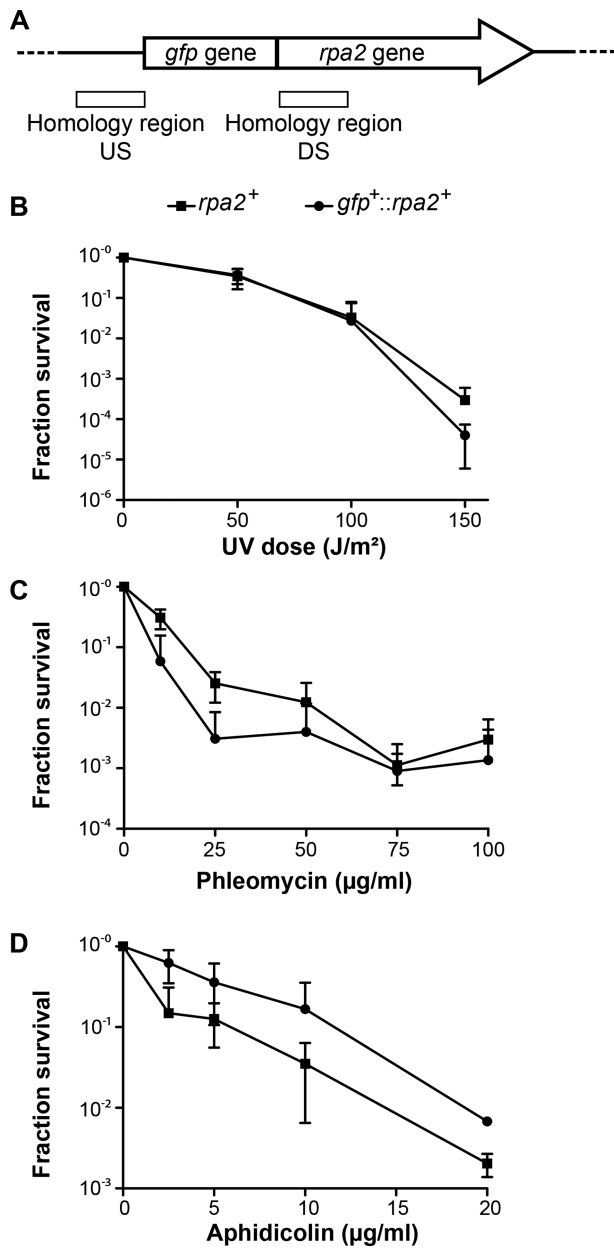 A
gfp gene rpa2 gene
Homology region Homology region
US DS
B
rpa2⁺ gfp⁺::rpa2⁺
Fraction survival
10⁻⁰
10⁻¹
10⁻²
10⁻³
10⁻⁴
10⁻⁵
10⁻⁶
0 50 100 150
UV dose (J/m²)
C
Fraction survival
10⁻⁰
10⁻¹
10⁻²
10⁻³
10⁻⁴
0 25 50 75 100
Phleomycin (µg/ml)
D
Fraction survival
10⁻⁰
10⁻¹
10⁻²
10⁻³
0 5 10 15 20
Aphidicolin (µg/ml)